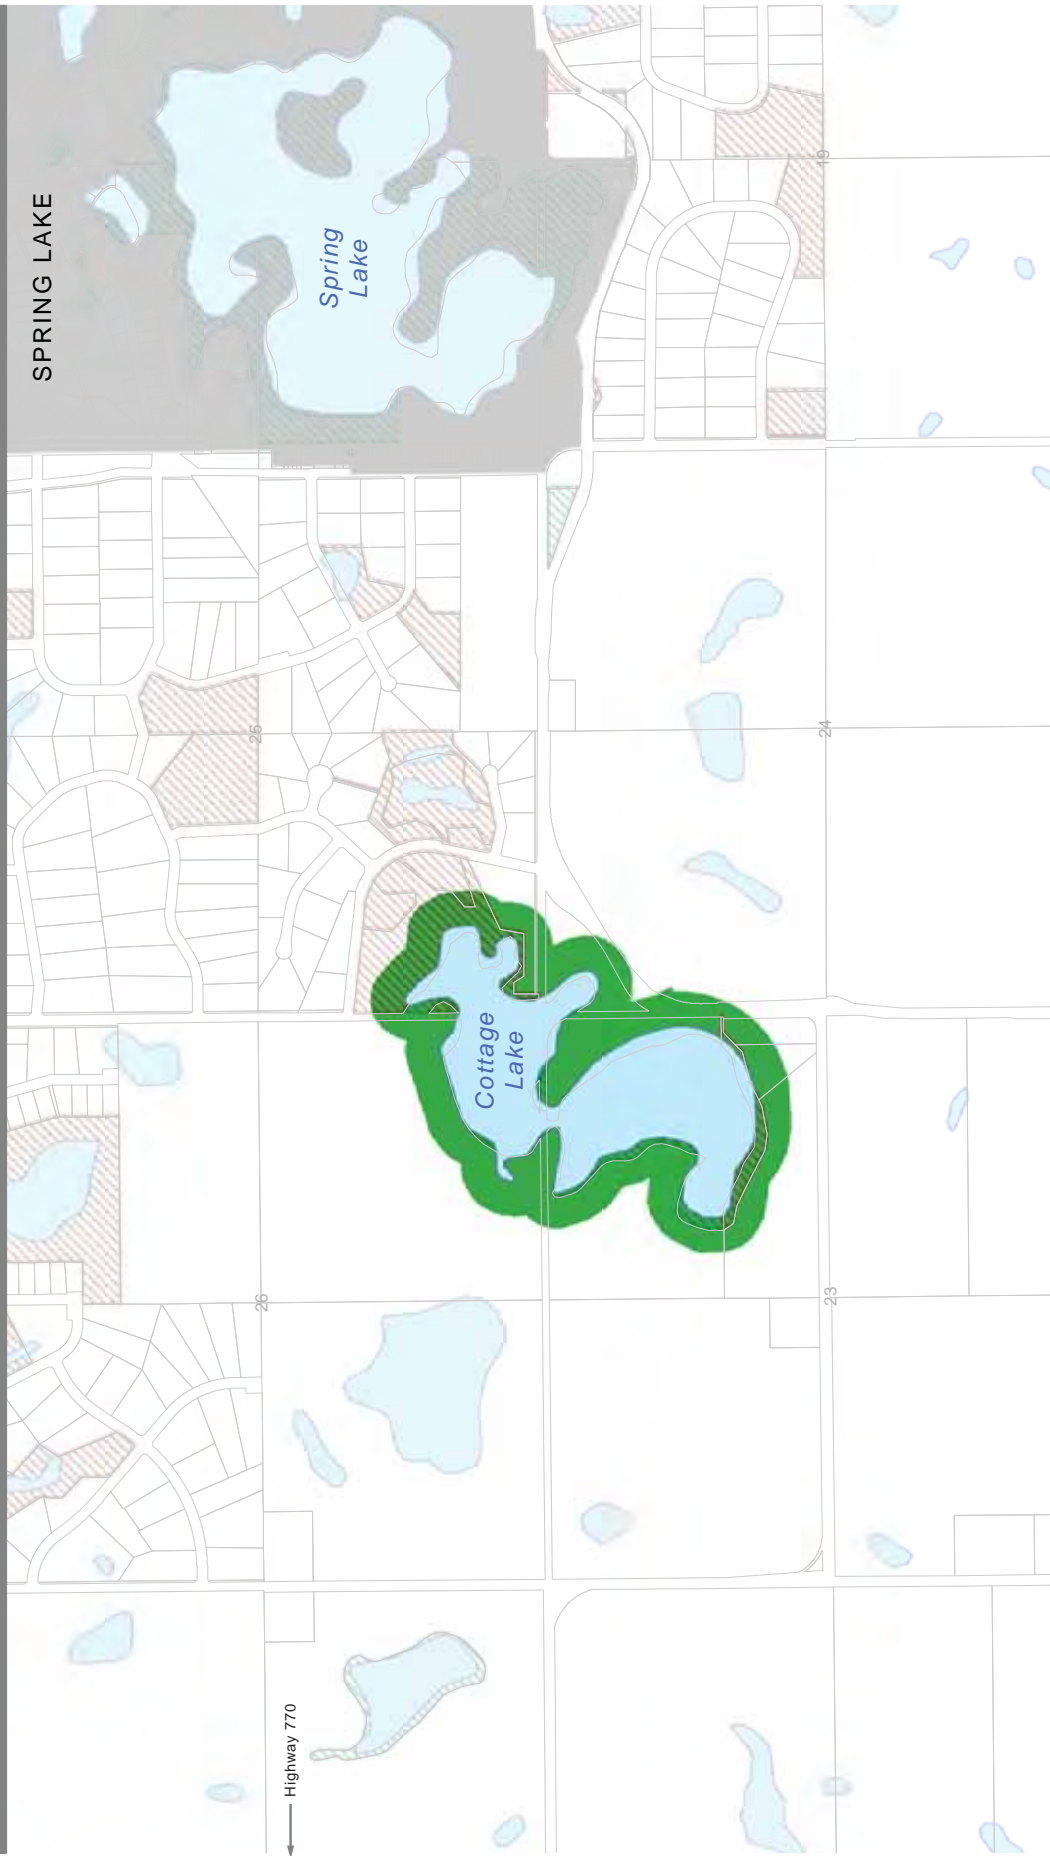 SPRING LAKE
Spring
Lake
19
25
24
Cottage
Lake
26
23
Highway 770